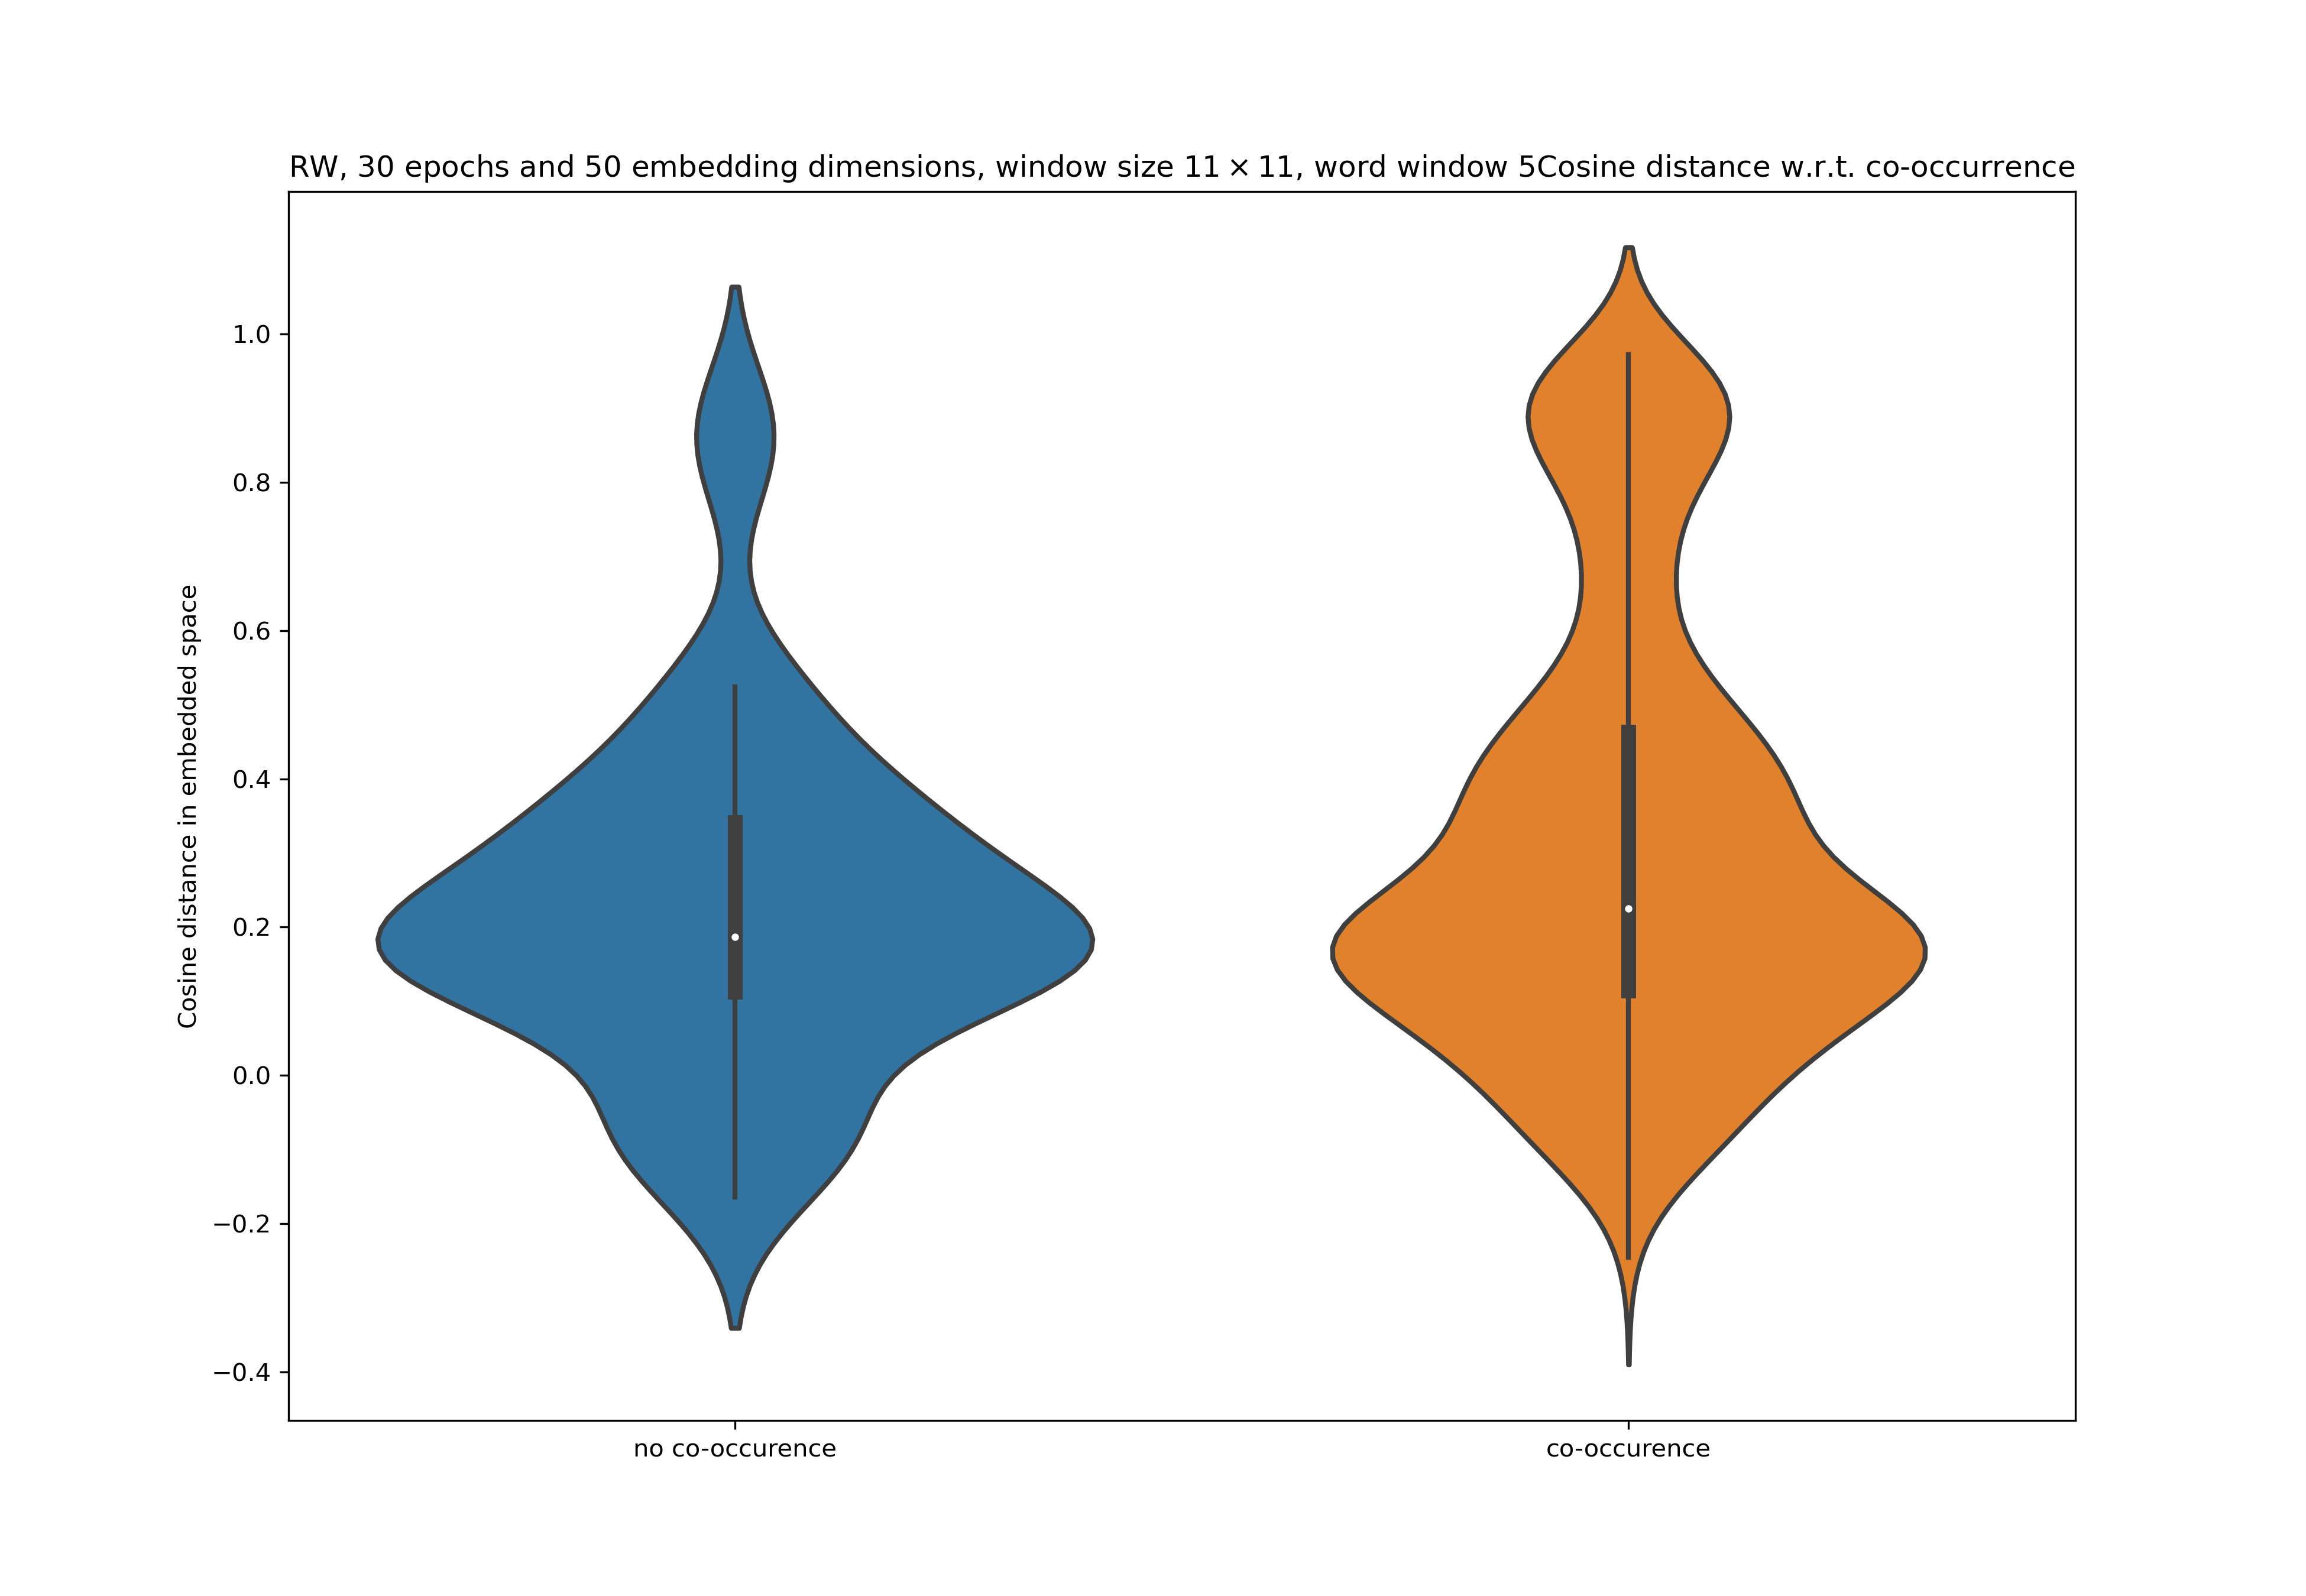 RW, 30 epochs and 50 embedding dimensions, window size 11 × 11, word window 5Cosine distance w.r.t. co-occurrence
Cosine distance in embedded space
1.0
0.8
0.6
0.4
0.2
0.0
−0.2
−0.4
no co-occurence
co-occurence